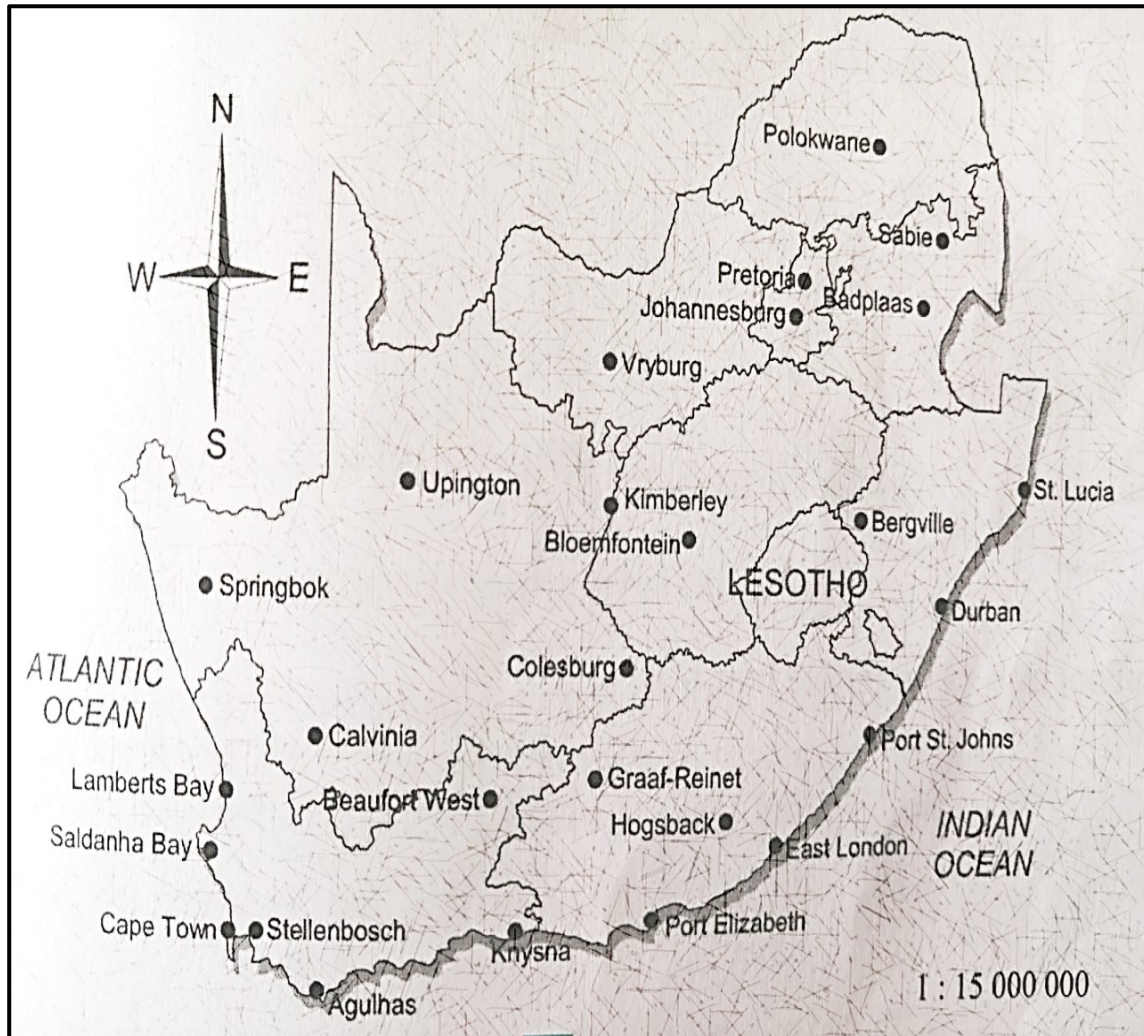 N
Polokwane
Sabie
W
E
Pretoria
Badplaas
Johannesburg
Vryburg
S
Upington
Kimberley
St. Lucia
Bergville
Bloemfontein
LESOTHO
Springbok
Durban
Colesburg
ATLANTIC
OCEAN
Calvinia
Port St. Johns
Lamberts Bay
Graaf-Reinet
Beaufort West
Hogsback
INDIAN
OCEAN
Saldanha Bay
East London
Cape Town
Stellenbosch
Port Elizabeth
Knysna
Agulhas
1 : 15 000 000